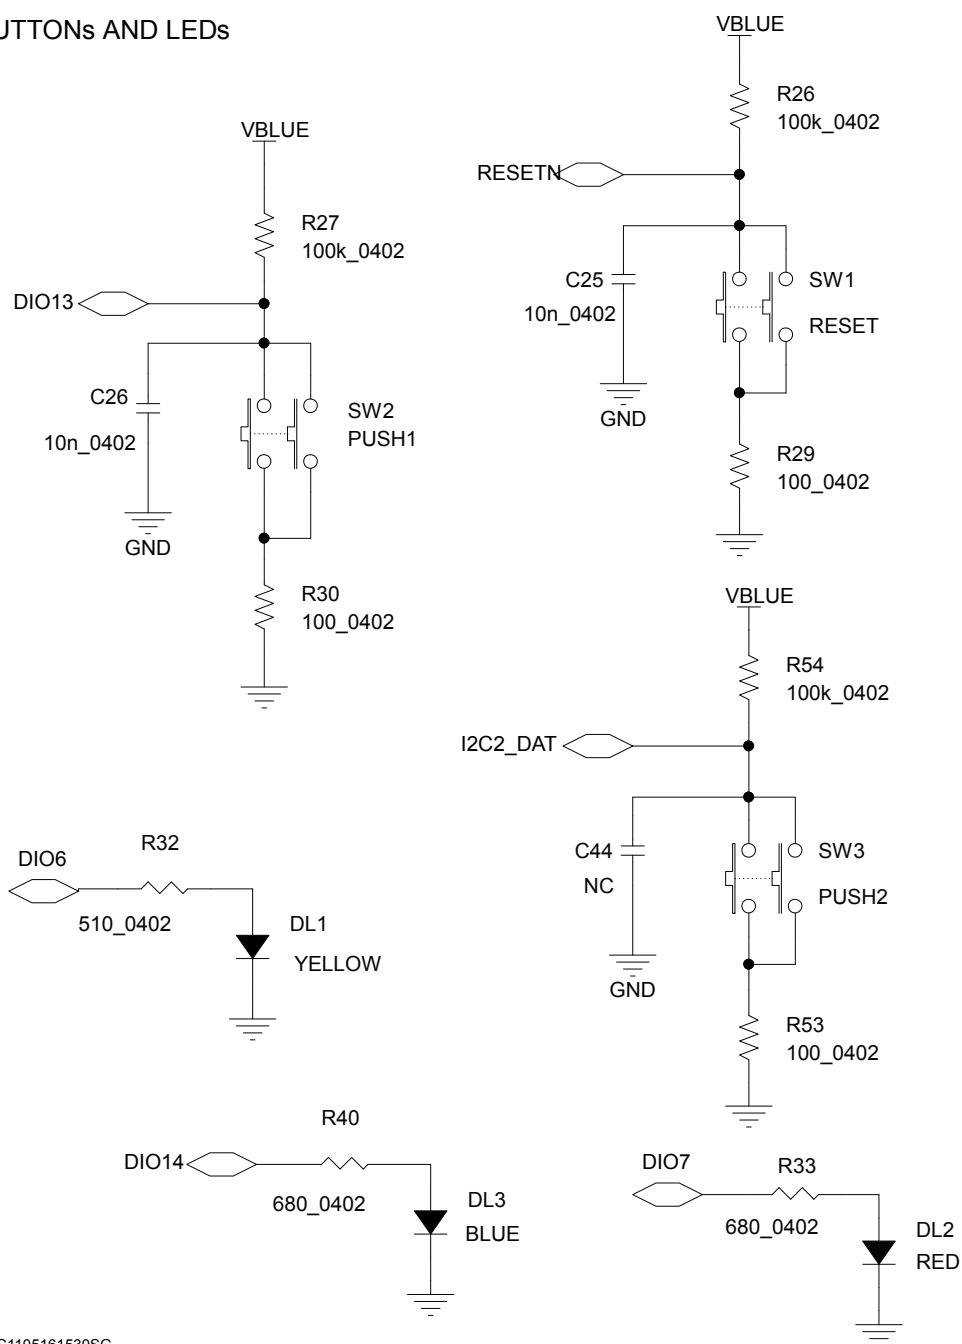 UTTONs AND LEDs
VBLUE
R26
100k_0402
RESETN
C25
10n_0402
SW1
RESET
GND
R29
100_0402
VBLUE
R27
100k_0402
DIO13
C26
10n_0402
SW2
PUSH1
GND
R30
100_0402
VBLUE
R54
100k_0402
I2C2_DAT
C44
NC
SW3
PUSH2
GND
R53
100_0402
DIO6
R32
510_0402
DL1
YELLOW
DIO14
R40
680_0402
DL3
BLUE
DIO7
R33
680_0402
DL2
RED